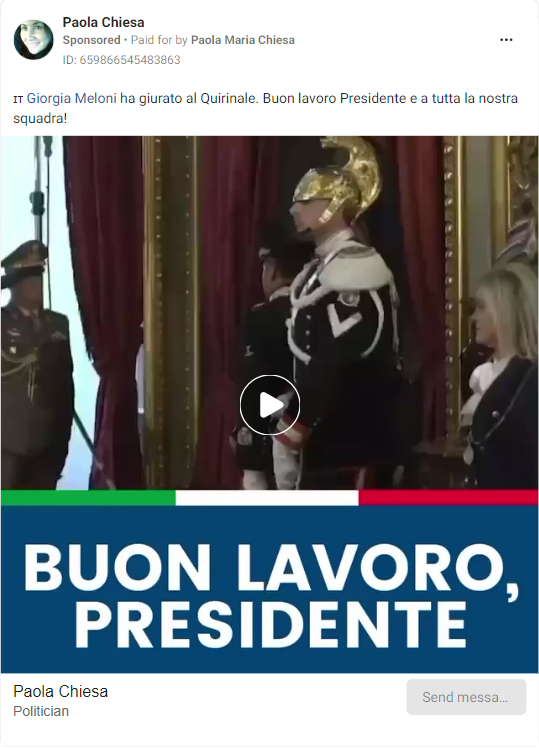 Paola Chiesa
Sponsored • Paid for by Paola Maria Chiesa
ID: 659866545483863
IT Giorgia Meloni ha giurato al Quirinale. Buon lavoro Presidente e a tutta la nostra
squadra!
BUON LAVORO,
PRESIDENTE
Paola Chiesa
Politician
Send messa...